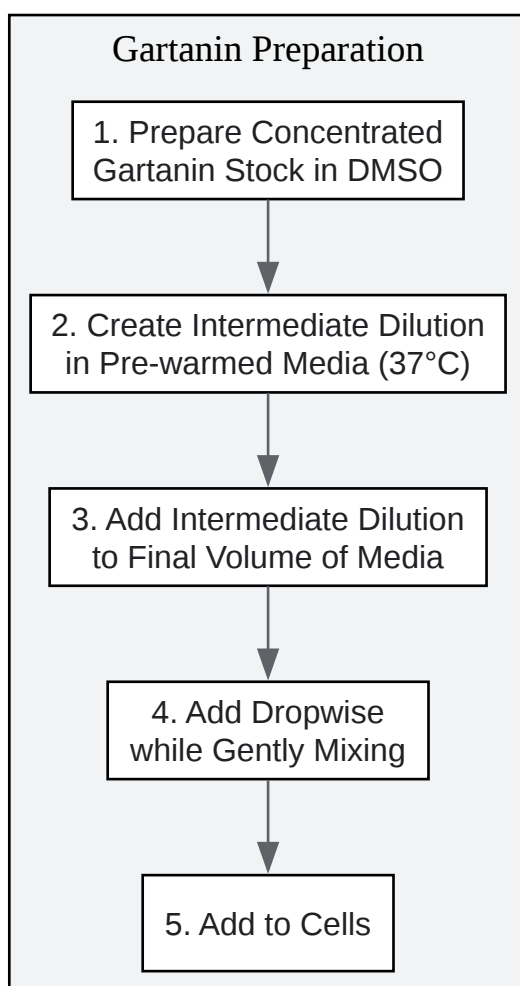 Gartanin Preparation
1. Prepare Concentrated
Gartanin Stock in DMSO
2. Create Intermediate Dilution
in Pre-warmed Media (37°C)
3. Add Intermediate Dilution
to Final Volume of Media
4. Add Dropwise
while Gently Mixing
5. Add to Cells